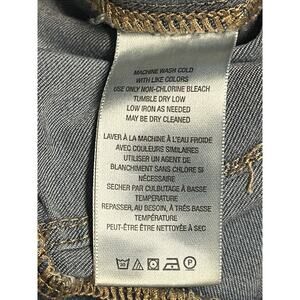 MACHINE WASH COLD
WITH LIKE COLORS
USE ONLY NON-CHLORINE BLEACH
TUMBLE DRY LOW
LOW IRON AS NEEDED
MAY BE DRY CLEANED
LAVER À LA MACHINE À L'EAU FROIDE
AVEC COULEURS SIMILAIRES
UTILISER UN AGENT DE
BLANCHIMENT SANS CHLORE SI
NÉCESSAIRE
SECHER PAR CULBUTAGE À BASSE
TEMPÉRATURE
REPASSER, AU BESOIN, À TRÈS BASSE
TEMPÉRATURE
PEUT-ÊTRE ÊTRE NETTOYÉE À SEC
30
P